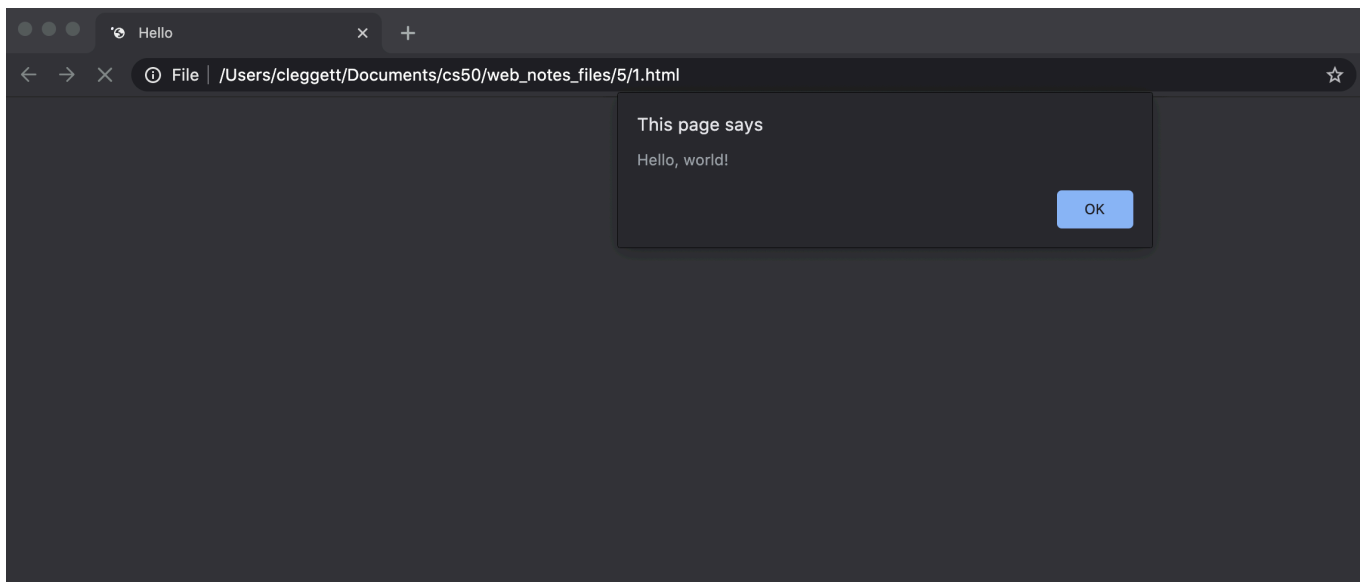 Hello
File /Users/cleggett/Documents/cs50/web_notes_files/5/1.html
This page says
Hello, world!
OK